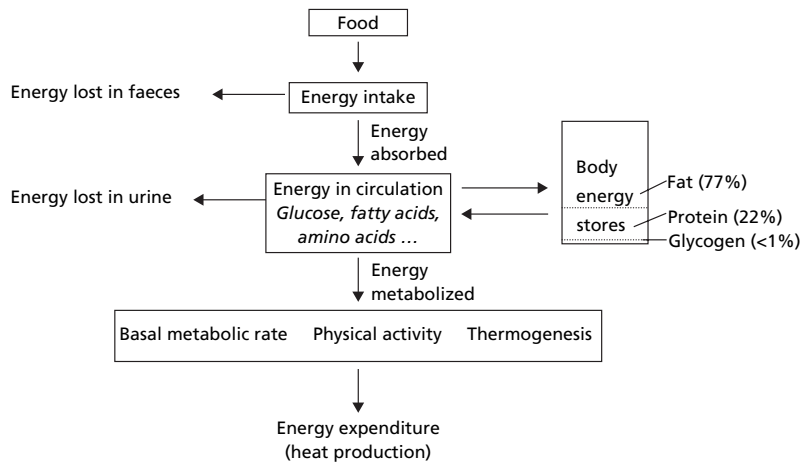 Food
Energy lost in faeces
Energy intake
Energy
absorbed
Energy lost in urine
Energy in circulation
Glucose, fatty acids,
amino acids ...
Body
energy
stores
Fat (77%)
Protein (22%)
Glycogen (<1%)
Energy
metabolized
Basal metabolic rate Physical activity Thermogenesis
Energy expenditure
(heat production)